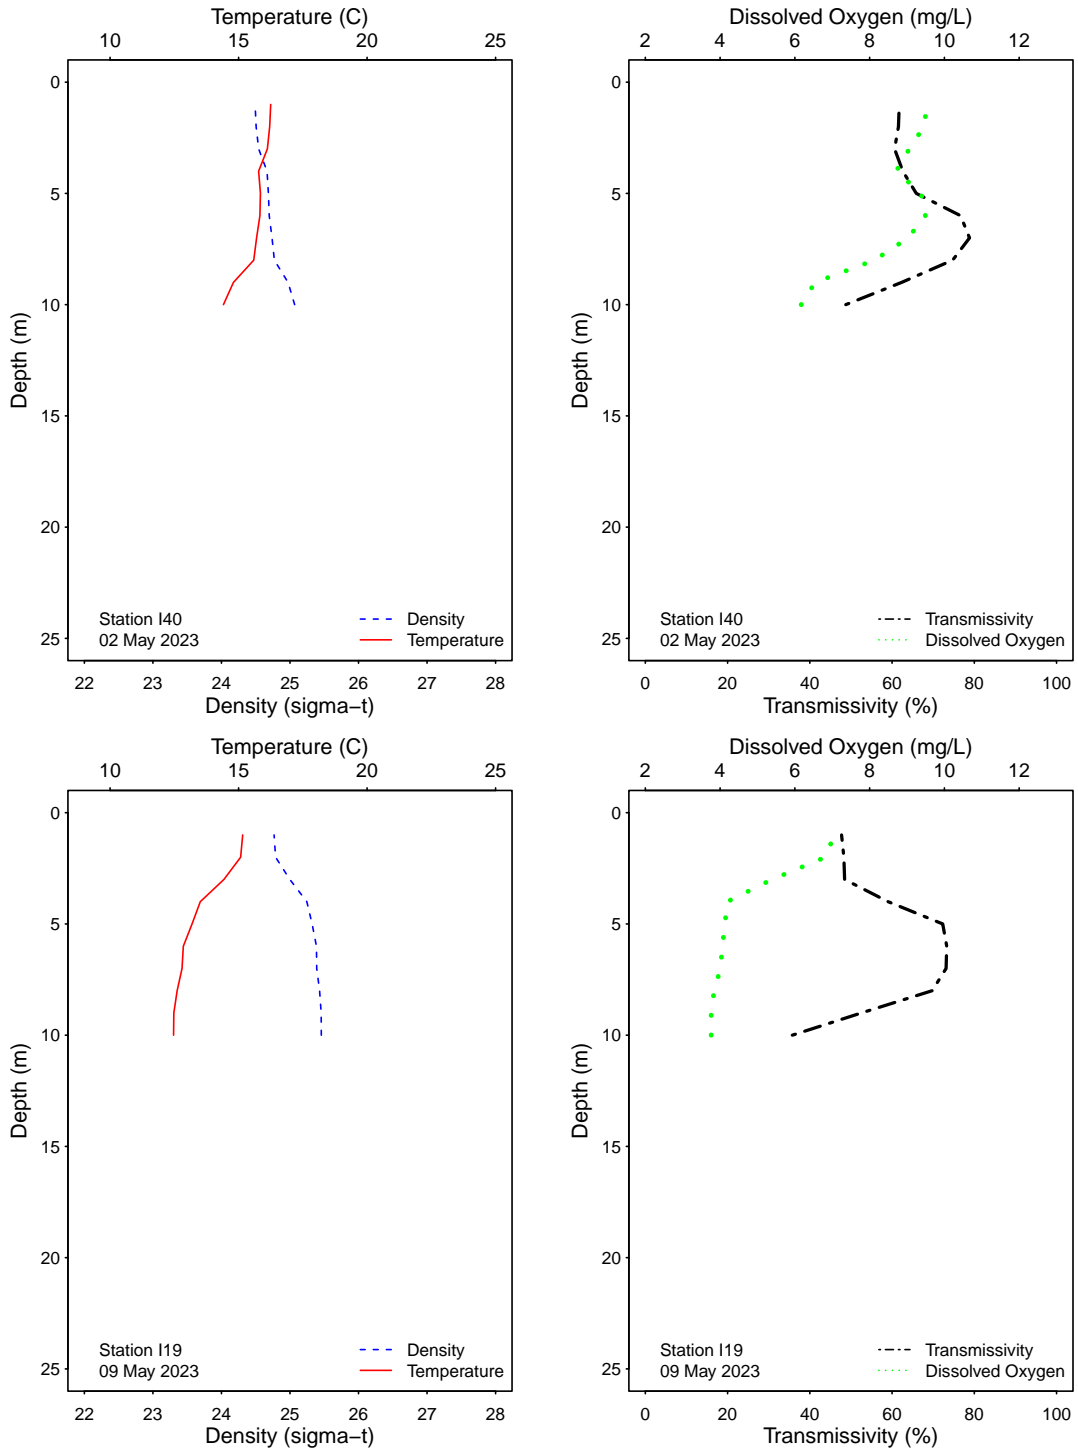 Temperature (C)
10 15 20 25
0
5
10
15
20
25
Depth (m)
Station I40
02 May 2023
Density
Temperature
22 23 24 25 26 27 28
Density (sigma−t)
Dissolved Oxygen (mg/L)
2 4 6 8 10 12
0
5
10
15
20
25
Depth (m)
Station I40
02 May 2023
Transmissivity
Dissolved Oxygen
0 20 40 60 80 100
Transmissivity (%)
Temperature (C)
10 15 20 25
0
5
10
15
20
25
Depth (m)
Station I19
09 May 2023
Density
Temperature
22 23 24 25 26 27 28
Density (sigma−t)
Dissolved Oxygen (mg/L)
2 4 6 8 10 12
0
5
10
15
20
25
Depth (m)
Station I19
09 May 2023
Transmissivity
Dissolved Oxygen
0 20 40 60 80 100
Transmissivity (%)